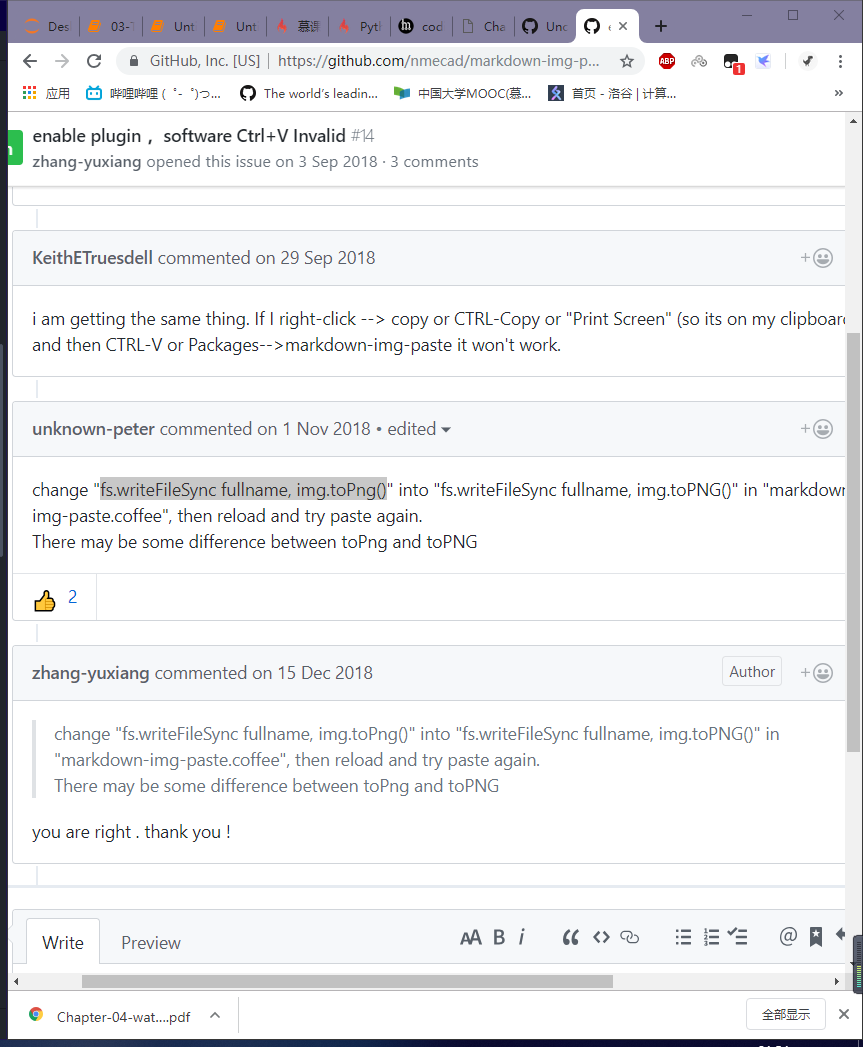 Des
03-T
Unt
Unt
慕课
Pyth
cod
Cha
Unc
GitHub, Inc. [US] | https://github.com/nmecad/markdown-img-p...
ABP
1
应用
哔哩哔哩 ( ゜- ゜)つ...
The world's leadin...
中国大学MOOC(慕...
首页 - 洛谷 | 计算...
»
enable plugin ，software Ctrl+V Invalid #14
zhang-yuxiang opened this issue on 3 Sep 2018 · 3 comments
KeithETruesdell commented on 29 Sep 2018
i am getting the same thing. If I right-click --> copy or CTRL-Copy or "Print Screen" (so its on my clipboard
and then CTRL-V or Packages-->markdown-img-paste it won't work.
unknown-peter commented on 1 Nov 2018 • edited
change "fs.writeFileSync fullname, img.toPng()" into "fs.writeFileSync fullname, img.toPNG()" in "markdown
img-paste.coffee", then reload and try paste again.
There may be some difference between toPng and toPNG
2
zhang-yuxiang commented on 15 Dec 2018
Author
change "fs.writeFileSync fullname, img.toPng()" into "fs.writeFileSync fullname, img.toPNG()" in
"markdown-img-paste.coffee", then reload and try paste again.
There may be some difference between toPng and toPNG
you are right . thank you !
Write
Preview
AA B i
@
Chapter-04-wat....pdf
全部显示